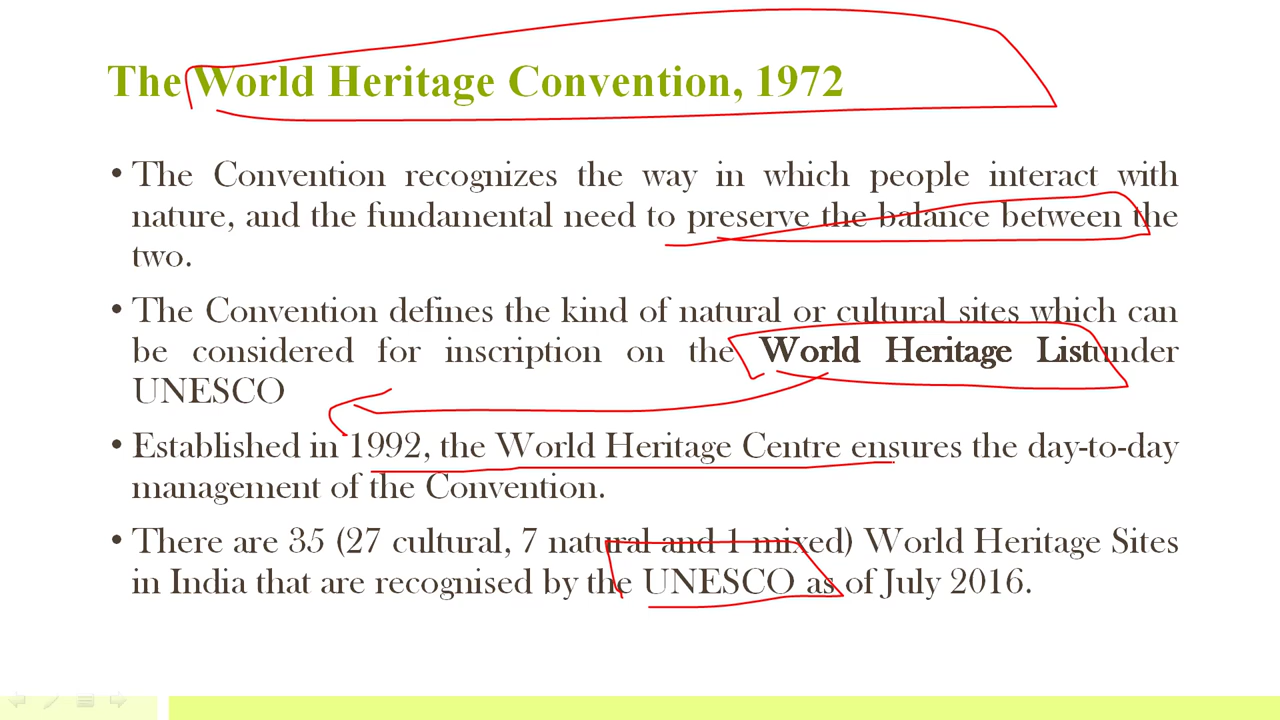 The World Heritage Convention, 1972
• The Convention recognizes the way in which people interact with
nature, and the fundamental need to preserve the balance between the
two.
• The Convention defines the kind of natural or cultural sites which can
be considered for inscription on the World Heritage Listunder
UNESCO
• Established in 1992, the World Heritage Centre ensures the day-to-day
management of the Convention.
• There are 35 (27 cultural, 7 natural and 1 mixed) World Heritage Sites
in India that are recognised by the UNESCO as of July 2016.